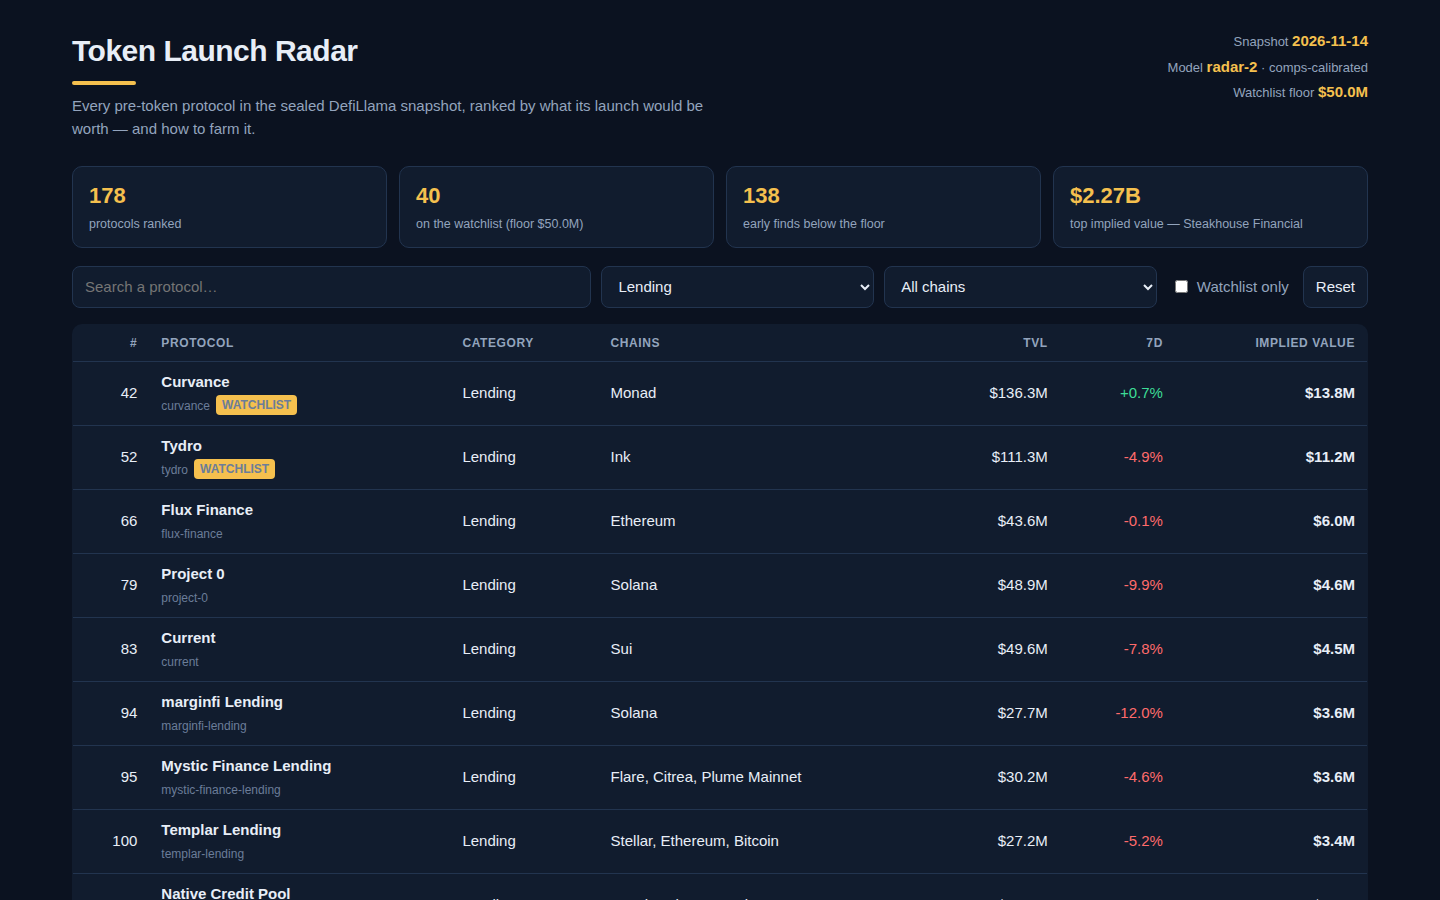 Token Launch Radar
Every pre-token protocol in the sealed DefiLlama snapshot, ranked by what its launch would be
worth — and how to farm it.
Snapshot 2026-11-14
Model radar-2 · comps-calibrated
Watchlist floor $50.0M
178
protocols ranked
40
on the watchlist (floor $50.0M)
138
early finds below the floor
$2.27B
top implied value — Steakhouse Financial
Search a protocol… Lending All chains Watchlist only Reset
# PROTOCOL CATEGORY CHAINS TVL 7D IMPLIED VALUE
42 Curvance Lending Monad $136.3M +0.7% $13.8M
curvance WATCHLIST
52 Tydro Lending Ink $111.3M -4.9% $11.2M
tydro WATCHLIST
66 Flux Finance Lending Ethereum $43.6M -0.1% $6.0M
flux-finance
79 Project 0 Lending Solana $48.9M -9.9% $4.6M
project-0
83 Current Lending Sui $49.6M -7.8% $4.5M
current
94 marginfi Lending Lending Solana $27.7M -12.0% $3.6M
marginfi-lending
95 Mystic Finance Lending Lending Flare, Citrea, Plume Mainnet $30.2M -4.6% $3.6M
mystic-finance-lending
100 Templar Lending Lending Stellar, Ethereum, Bitcoin $27.2M -5.2% $3.4M
templar-lending
Native Credit Pool